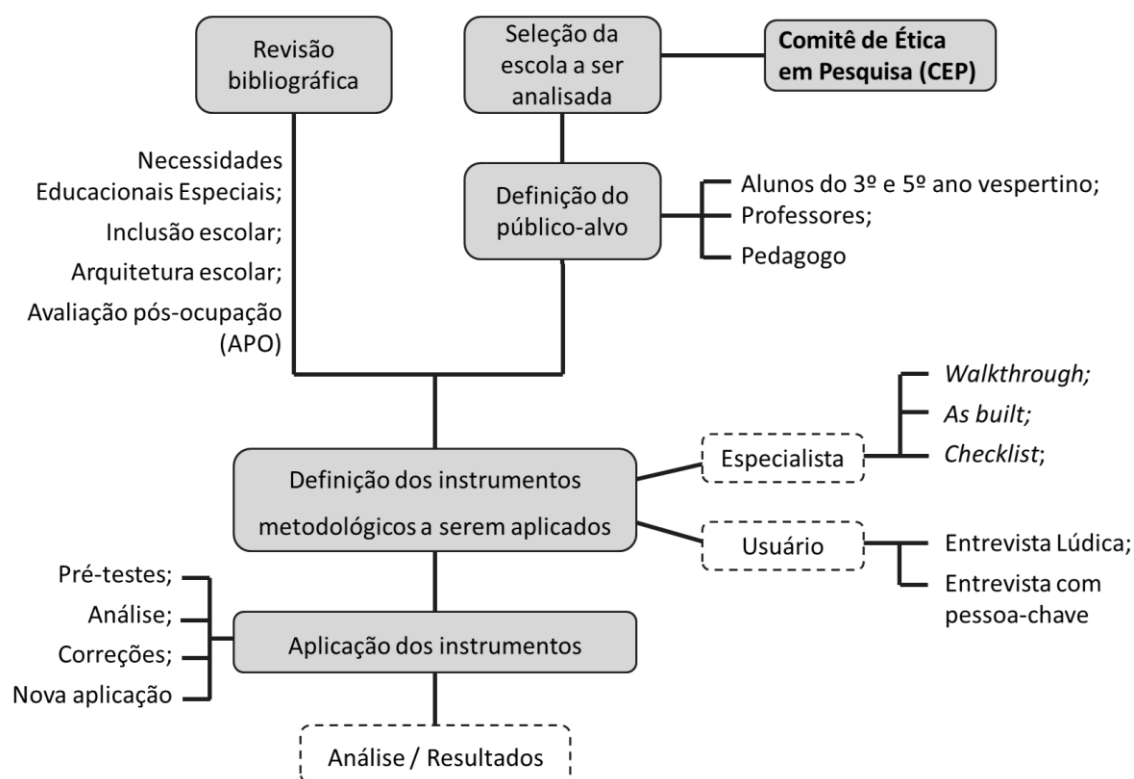 Revisão
bibliográfica
Seleção da
escola a ser
analisada
Comitê de Ética
em Pesquisa (CEP)
Necessidades
Educacionais Especiais;
Inclusão escolar;
Arquitetura escolar;
Avaliação pós-ocupação
(APO)
Definição do
público-alvo
Alunos do 3º e 5º ano vespertino;
Professores;
Pedagogo
Definição dos instrumentos
metodológicos a serem aplicados
Especialista
Walkthrough;
As built;
Checklist;
Usuário
Entrevista Lúdica;
Entrevista com
pessoa-chave
Pré-testes;
Análise;
Correções;
Nova aplicação
Aplicação dos instrumentos
Análise / Resultados